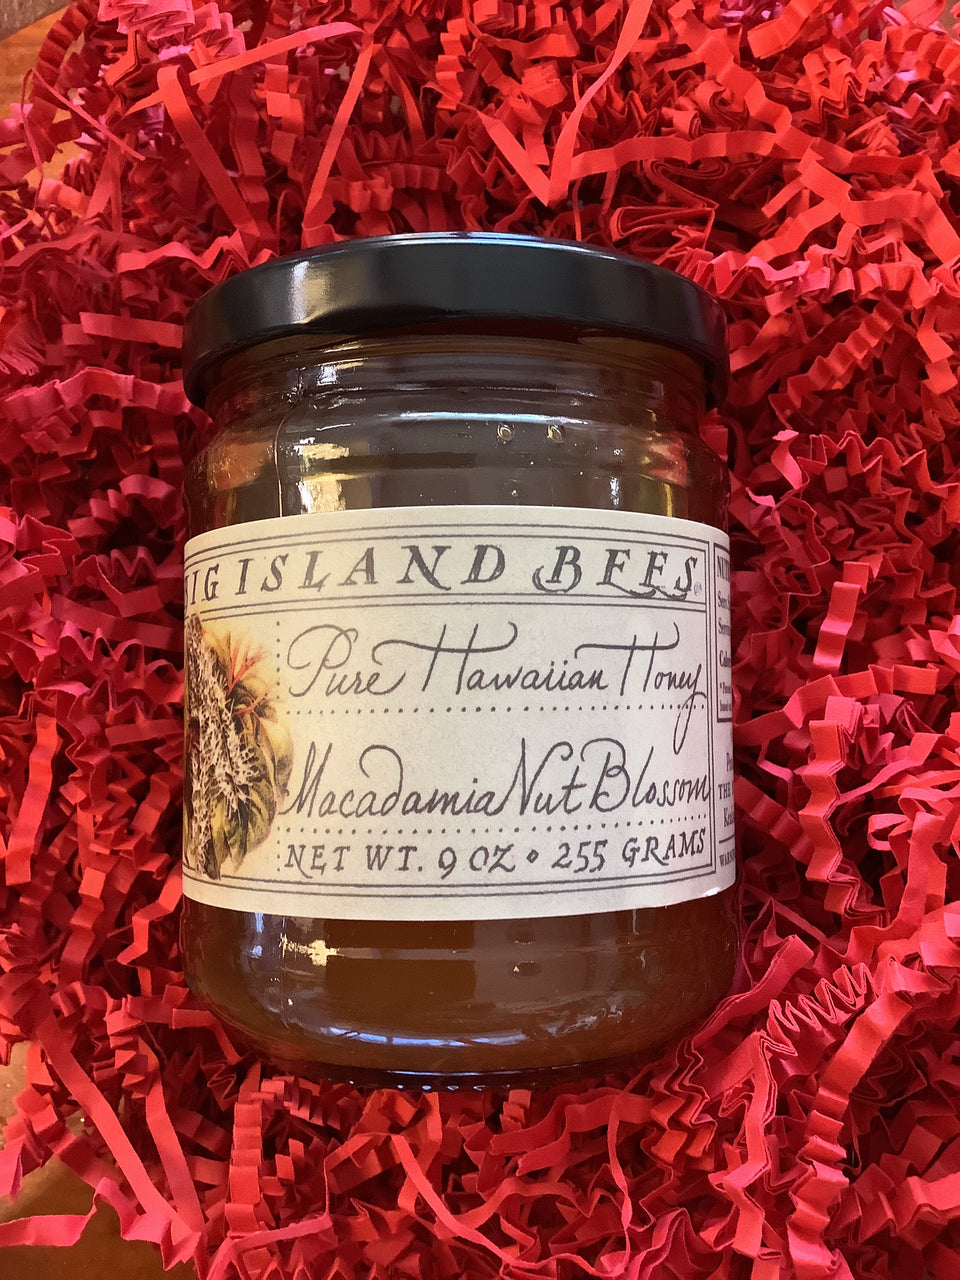 IG ISLAND BEES
Pure Hawaiian Honey
Macadamia Nut Blossom
NET WT. 9 OZ • 255 GRAMS